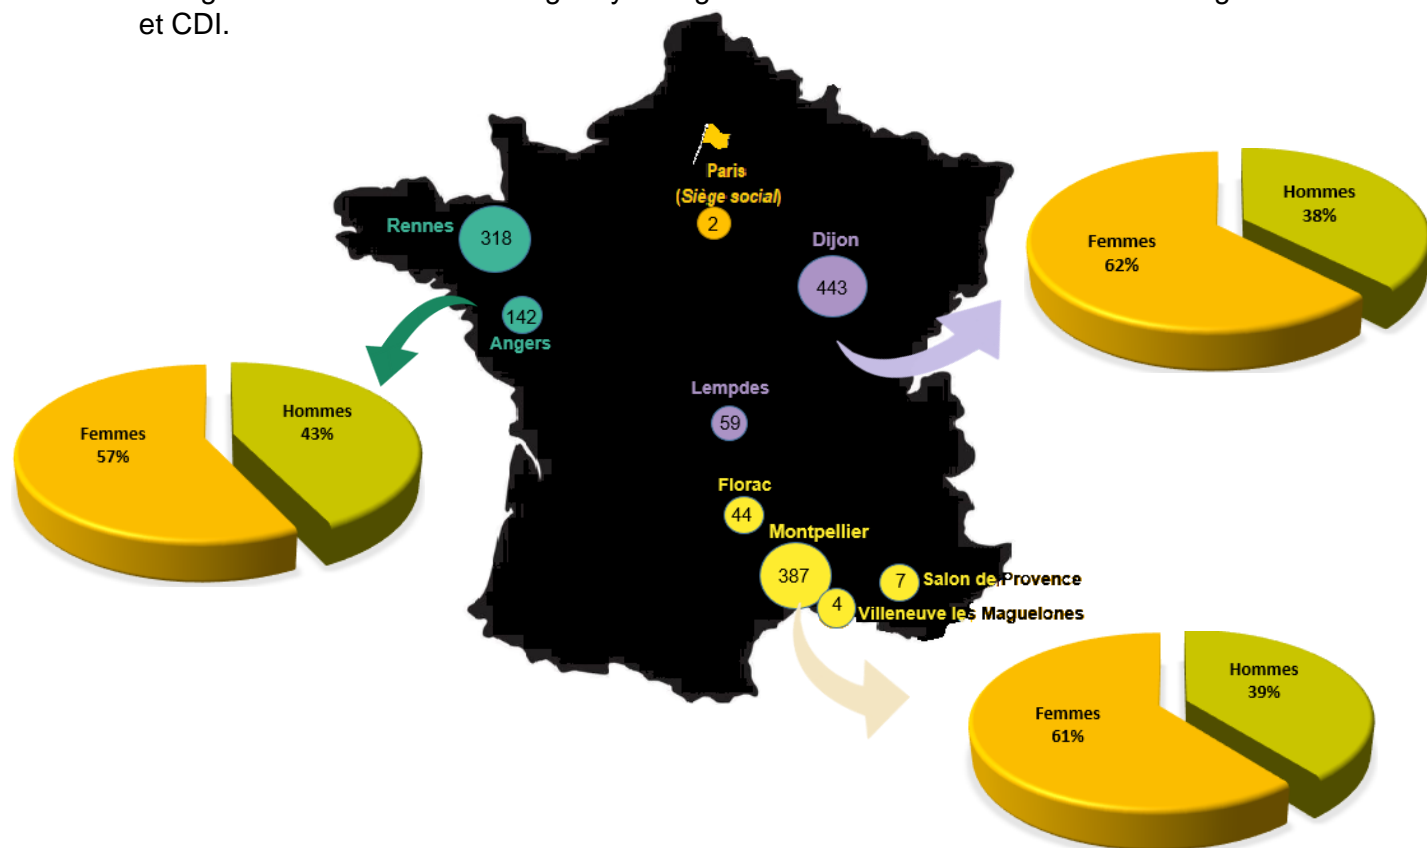 et CDI.
Paris
(Siège social)
2
Rennes
318
Dijon
443
142
Angers
Lempdes
59
Florac
44
Montpellier
387
7
Salon de Provence
4
Villeneuve les Maguelones
Hommes
38%
Femmes
62%
Hommes
43%
Femmes
57%
Hommes
39%
Femmes
61%